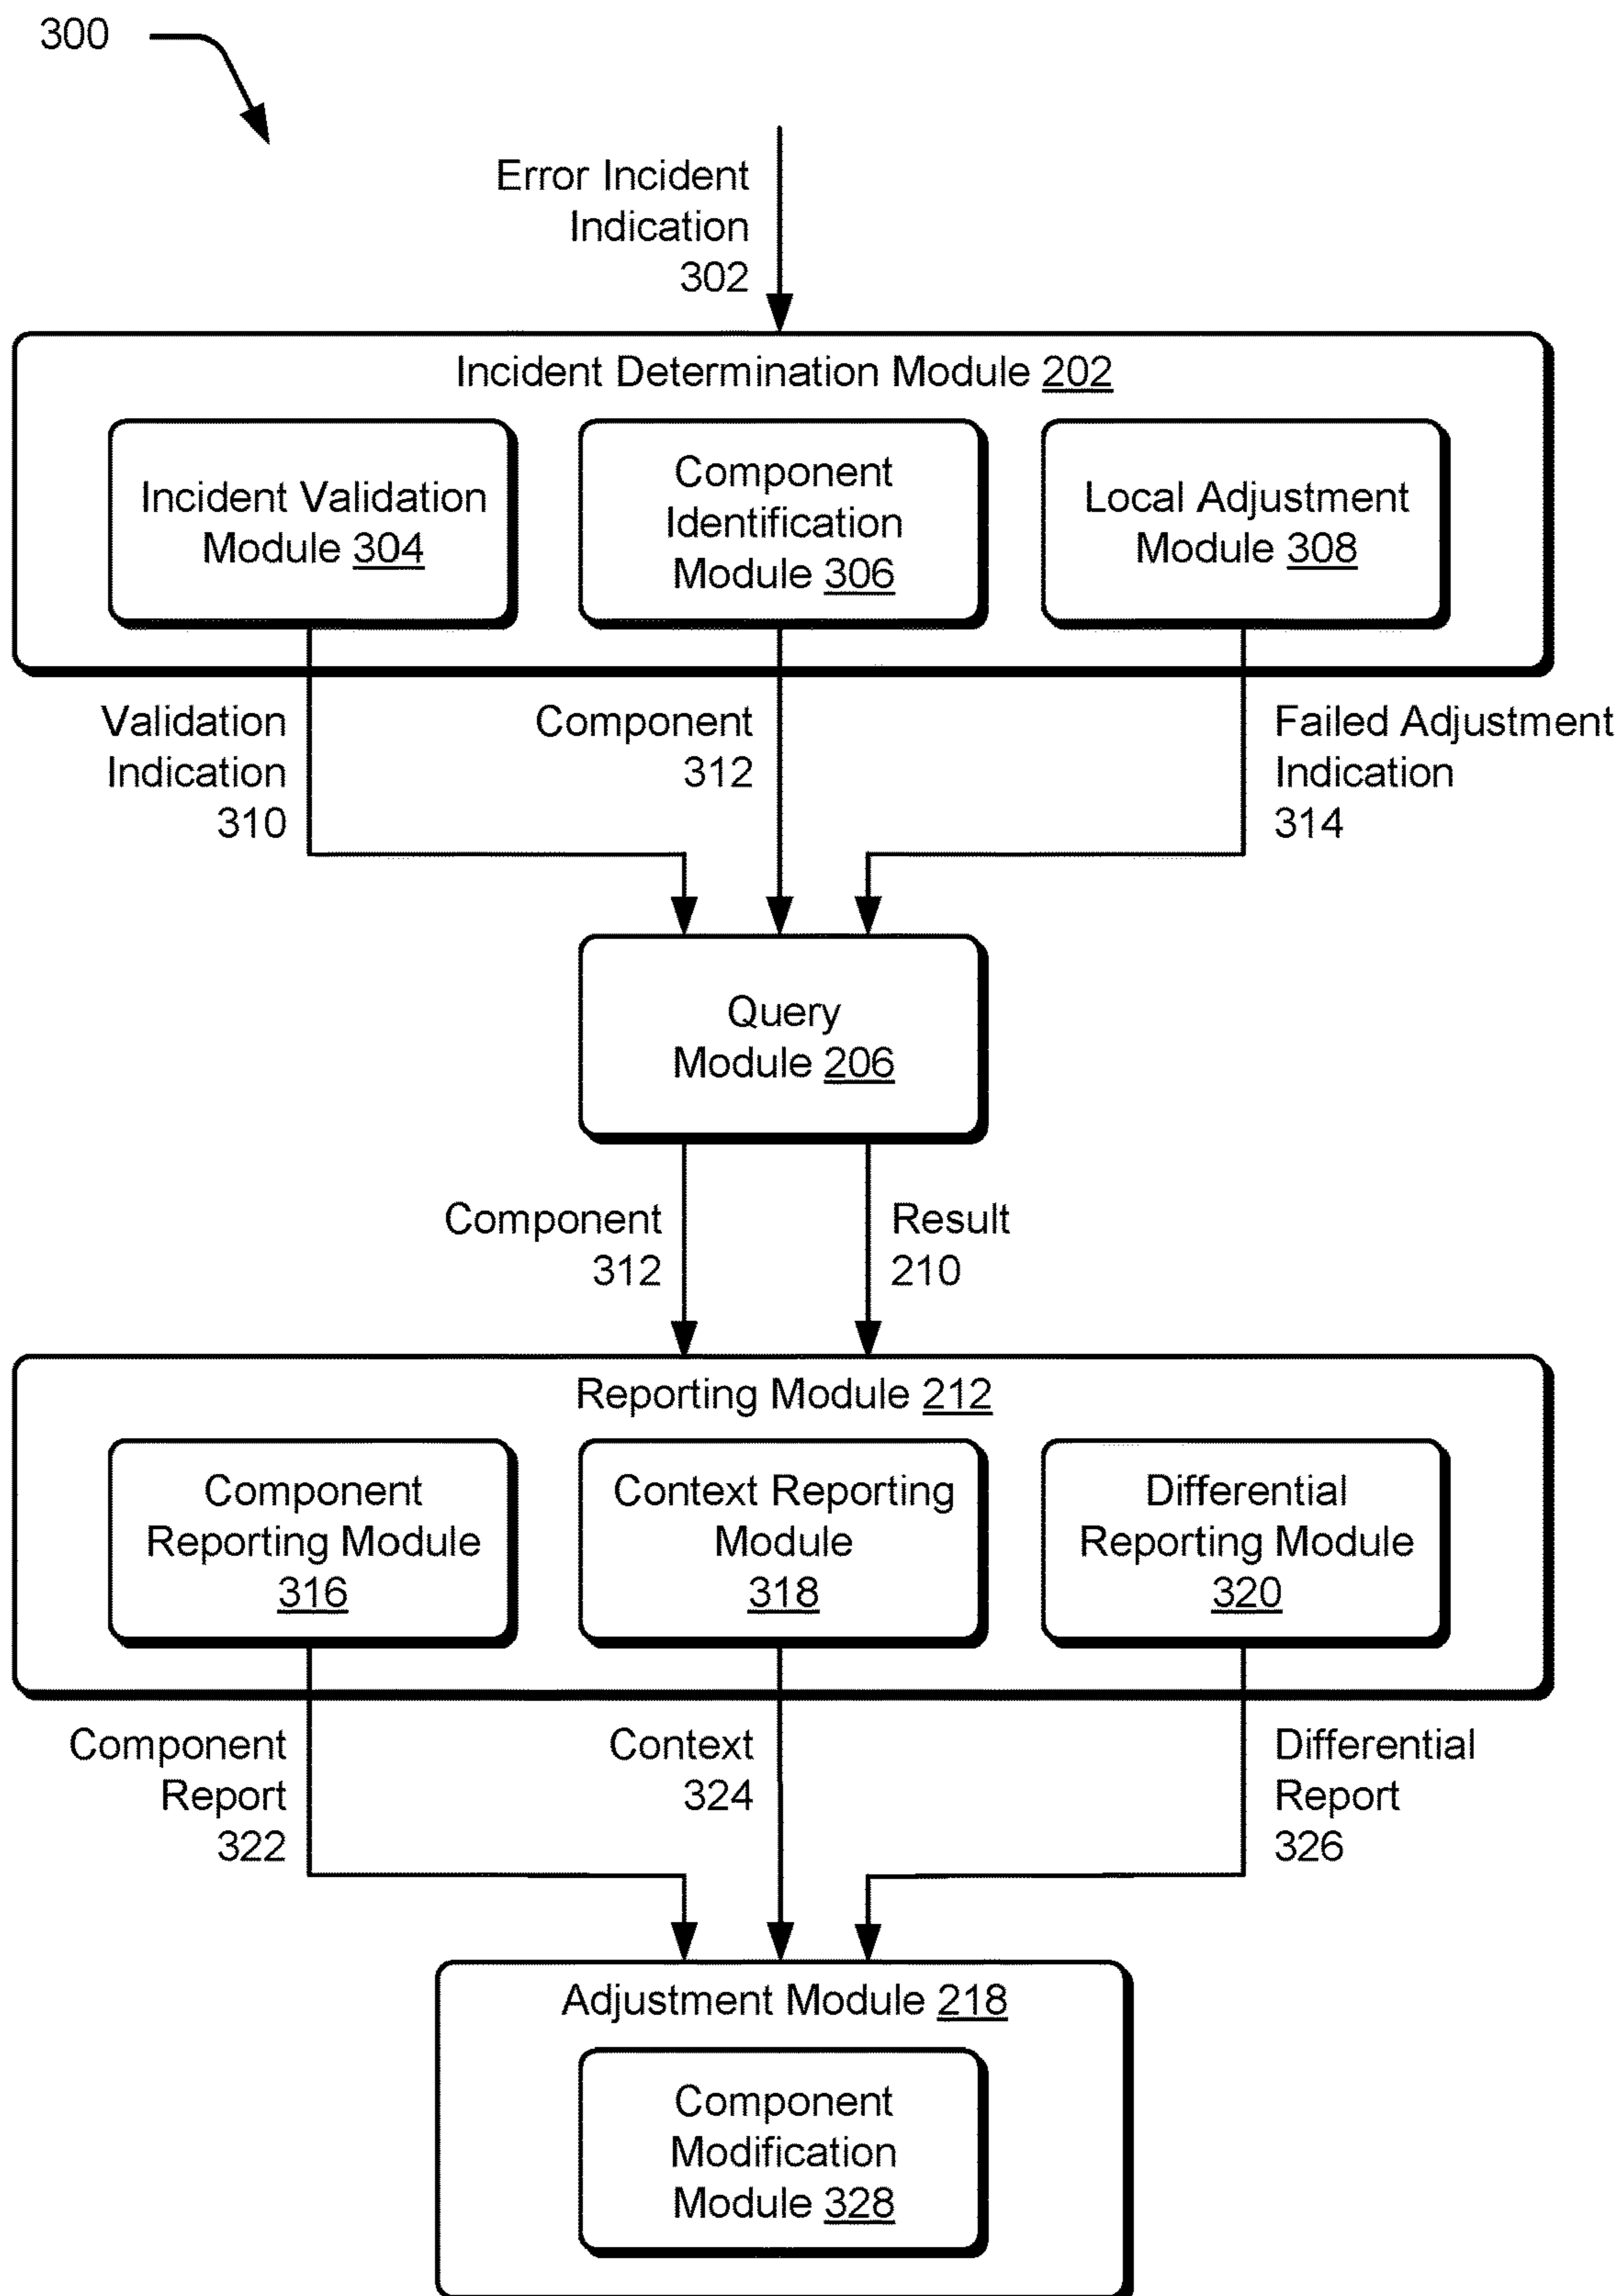 300
Error Incident
Indication
302
Incident Determination Module 202
Incident Validation
Module 304
Component
Identification
Module 306
Local Adjustment
Module 308
Validation
Indication
310
Component
312
Failed Adjustment
Indication
314
Query
Module 206
Component
312
Result
210
Reporting Module 212
Component
Reporting Module
316
Context Reporting
Module
318
Differential
Reporting Module
320
Component
Report
322
Context
324
Differential
Report
326
Adjustment Module 218
Component
Modification
Module 328